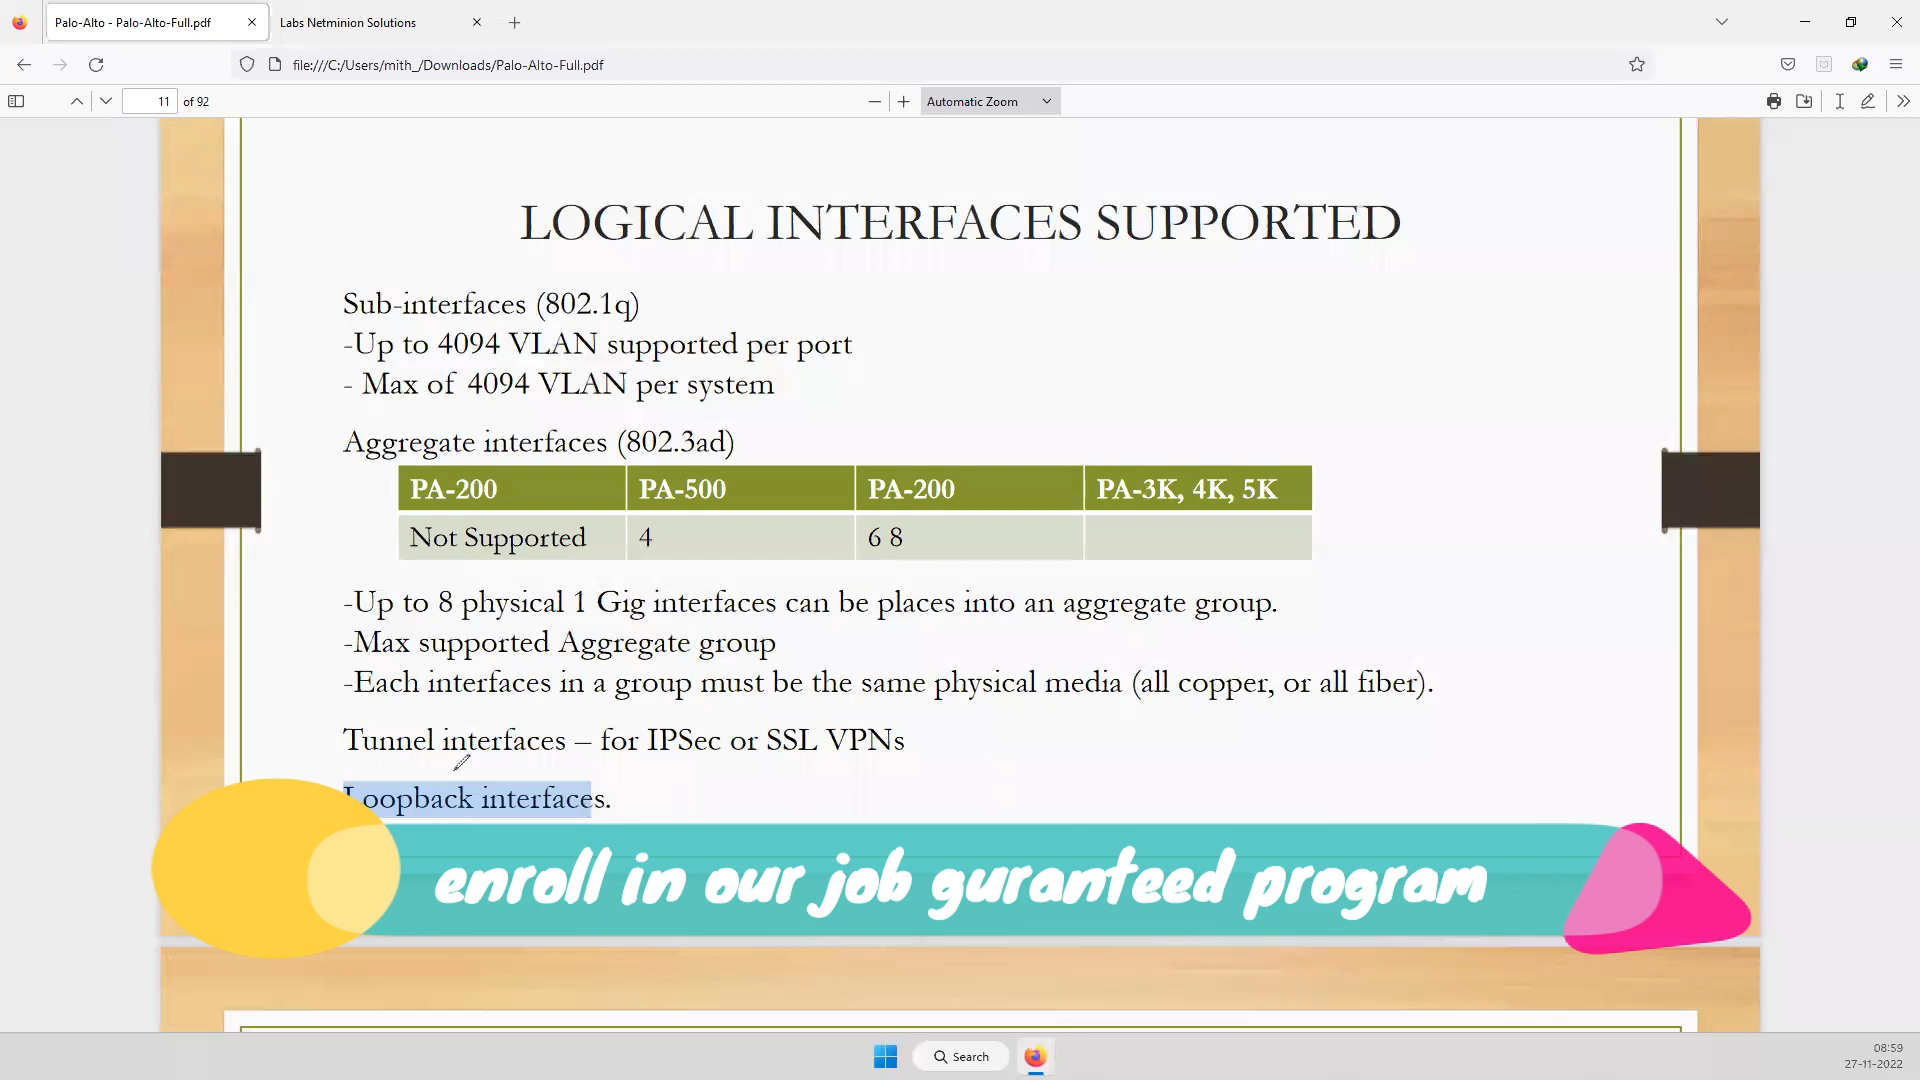 Palo-Alto - Palo-Alto-Full.pdf
Labs Netminion Solutions
file:///C:/Users/mith_/Downloads/Palo-Alto-Full.pdf
11 of 92
Automatic Zoom
LOGICAL INTERFACES SUPPORTED
Sub-interfaces (802.1q)
-Up to 4094 VLAN supported per port
- Max of 4094 VLAN per system
Aggregate interfaces (802.3ad)
PA-200 PA-500 PA-200 PA-3K, 4K, 5K
Not Supported 4 6 8
-Up to 8 physical 1 Gig interfaces can be places into an aggregate group.
-Max supported Aggregate group
-Each interfaces in a group must be the same physical media (all copper, or all fiber).
Tunnel interfaces – for IPSec or SSL VPNs
Loopback interfaces.
enroll in our job guranteed program
Search
08:59
27-11-2022